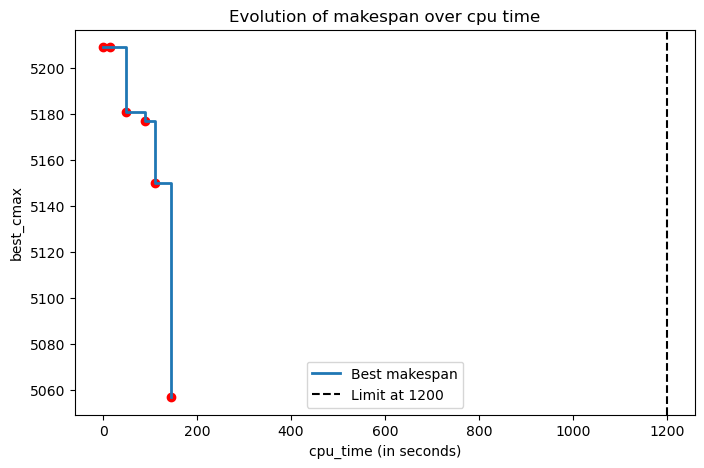 Evolution of makespan over cpu time
best_cmax
5200
5180
5160
5140
5120
5100
5080
5060
Best makespan
Limit at 1200
0 200 400 600 800 1000 1200
cpu_time (in seconds)